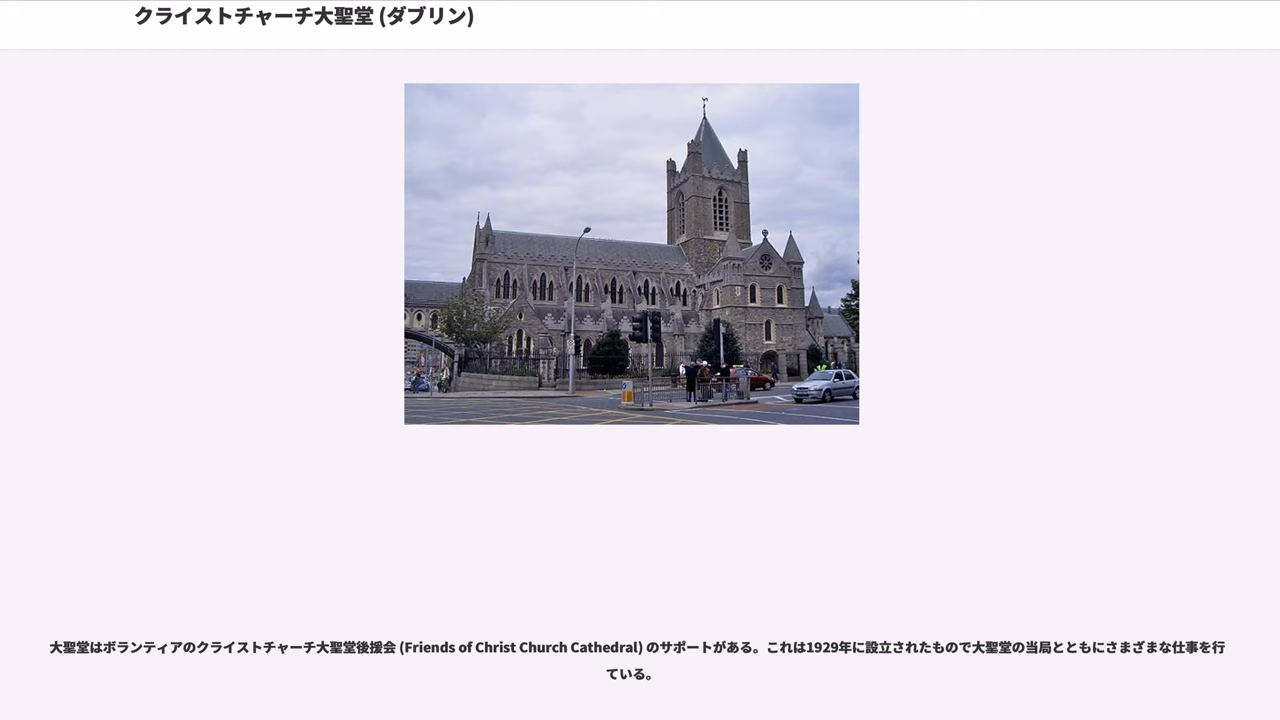 クライストチャーチ大聖堂 (ダブリン)
大聖堂はボランティアのクライストチャーチ大聖堂後援会 (Friends of Christ Church Cathedral) のサポートがある。これは1929年に設立されたもので大聖堂の当局とともにさまざまな仕事を行
ている。